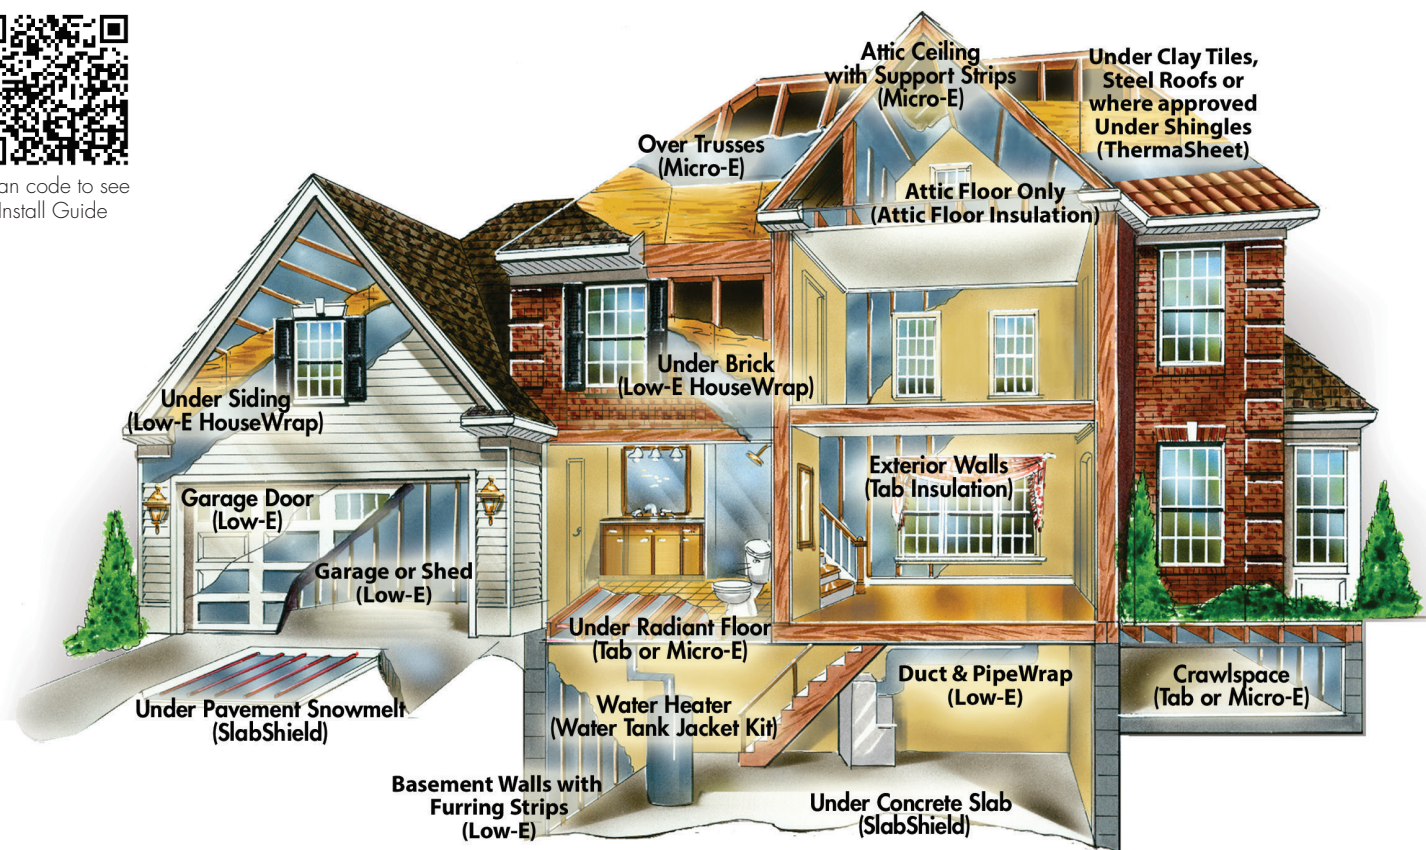 an code to see
Install Guide
Attic Ceiling
with Support Strips
(Micro-E)
Under Clay Tiles,
Steel Roofs or
where approved
Under Shingles
(ThermaSheet)
Over Trusses
(Micro-E)
Attic Floor Only
(Attic Floor Insulation)
Under Brick
(Low-E HouseWrap)
Under Siding
(Low-E HouseWrap)
Exterior Walls
(Tab Insulation)
Garage Door
(Low-E)
Garage or Shed
(Low-E)
Under Radiant Floor
(Tab or Micro-E)
Duct & PipeWrap
(Low-E)
Crawlspace
(Tab or Micro-E)
Under Pavement Snowmelt
(SlabShield)
Water Heater
(Water Tank Jacket Kit)
Basement Walls with
Furring Strips
(Low-E)
Under Concrete Slab
(SlabShield)